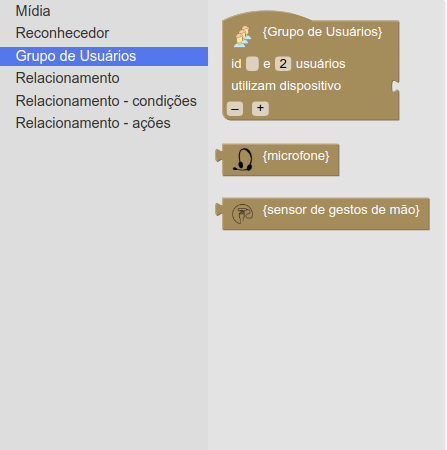 Mídia
Reconhecedor
Grupo de Usuários
Relacionamento
Relacionamento - condições
Relacionamento - ações
{Grupo de Usuários}
id e 2 usuários
utilizam dispositivo
– +
{microfone}
{sensor de gestos de mão}